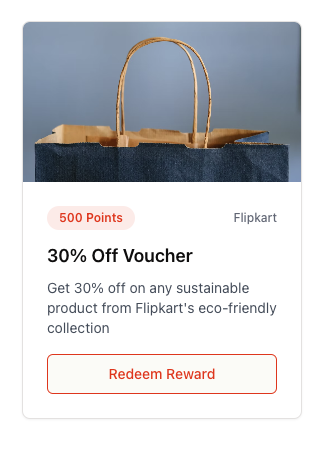 500 Points
Flipkart
30% Off Voucher
Get 30% off on any sustainable
product from Flipkart's eco-friendly
collection
Redeem Reward